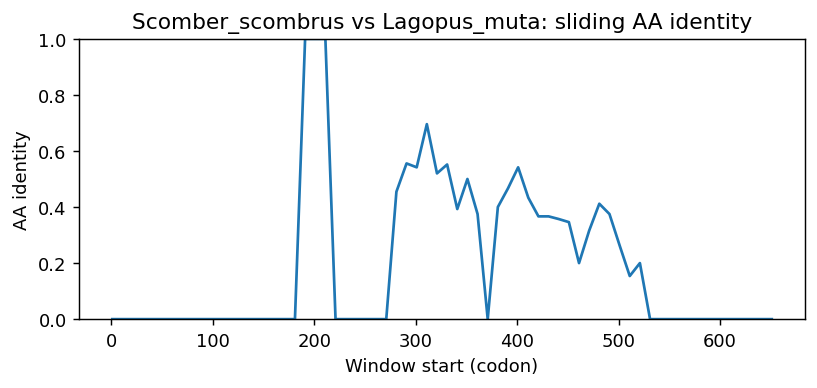 Scomber_scombrus vs Lagopus_muta: sliding AA identity
AA identity
1.0
0.8
0.6
0.4
0.2
0.0
0 100 200 300 400 500 600
Window start (codon)